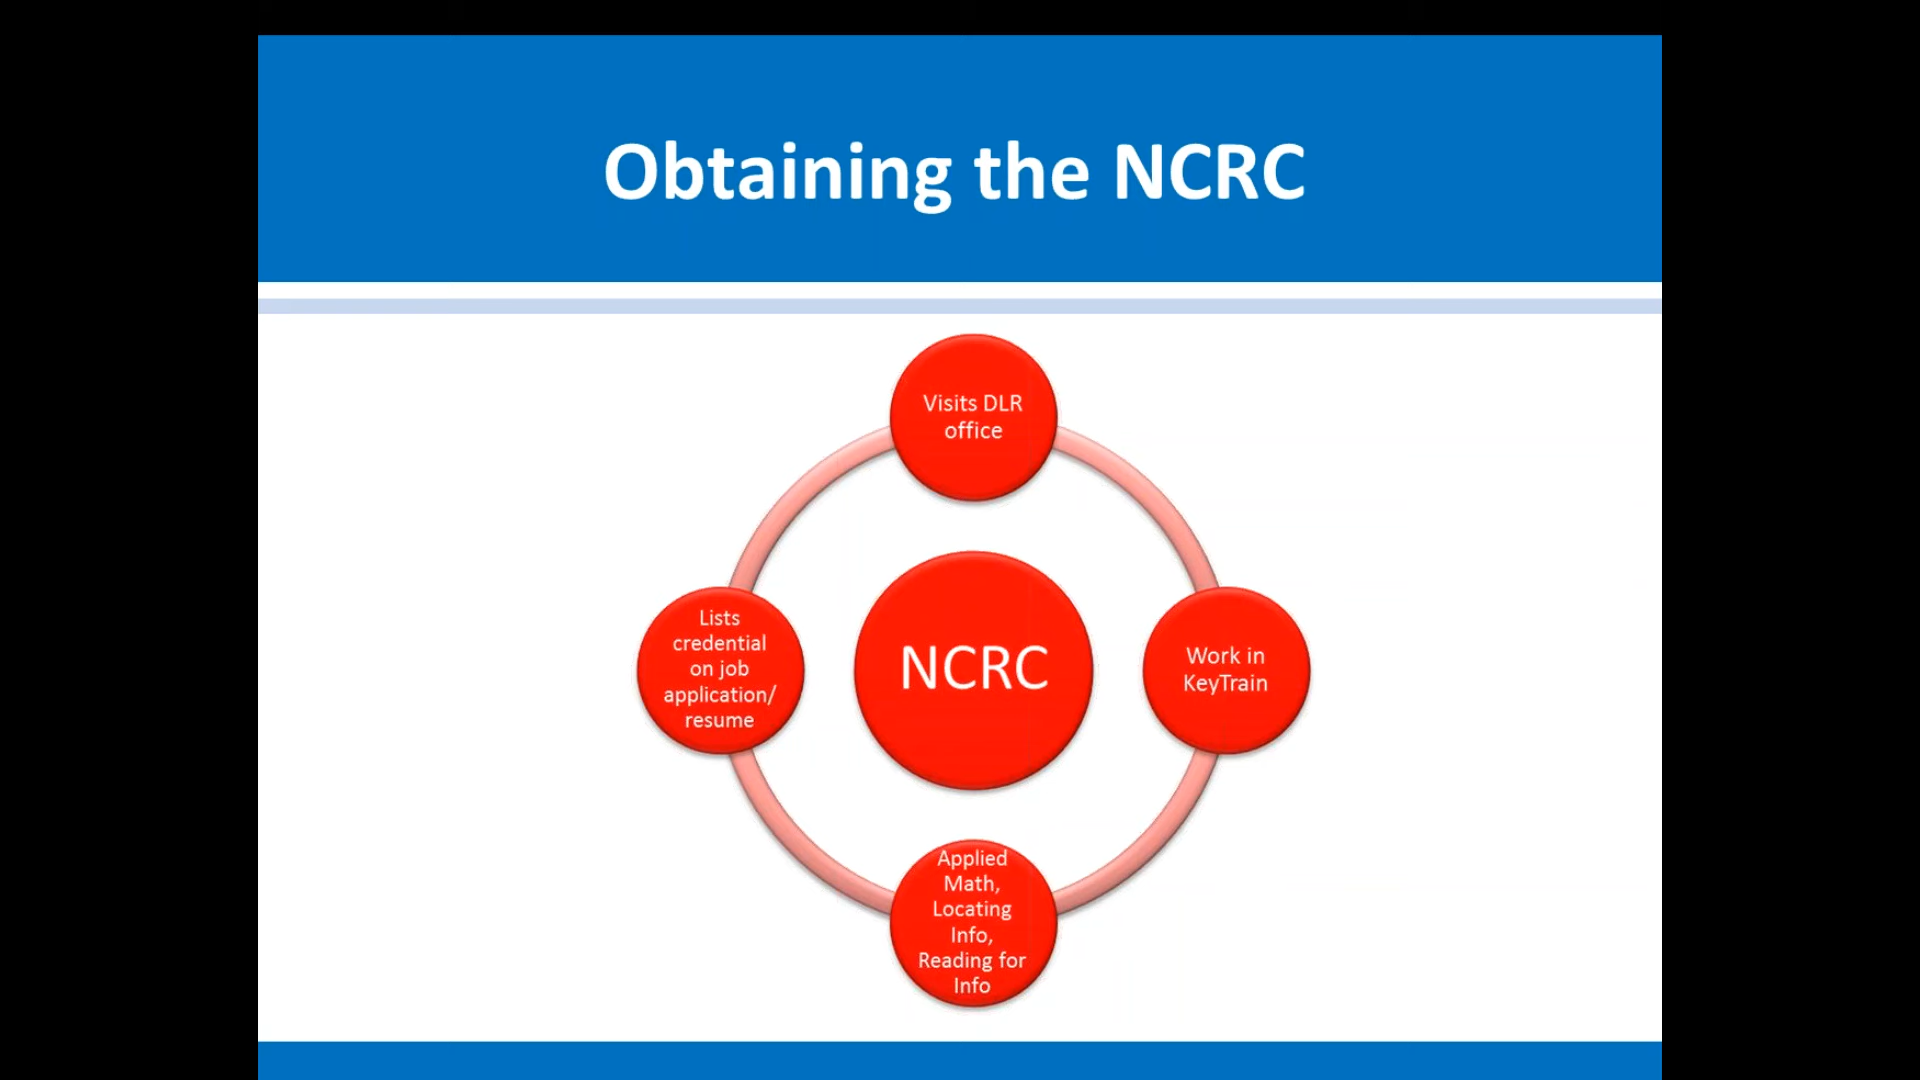 Obtaining the NCRC
Visits DLR
office
Work in
KeyTrain
Applied
Math,
Locating
Info,
Reading for
Info
Lists
credential
on job
application/
resume
NCRC